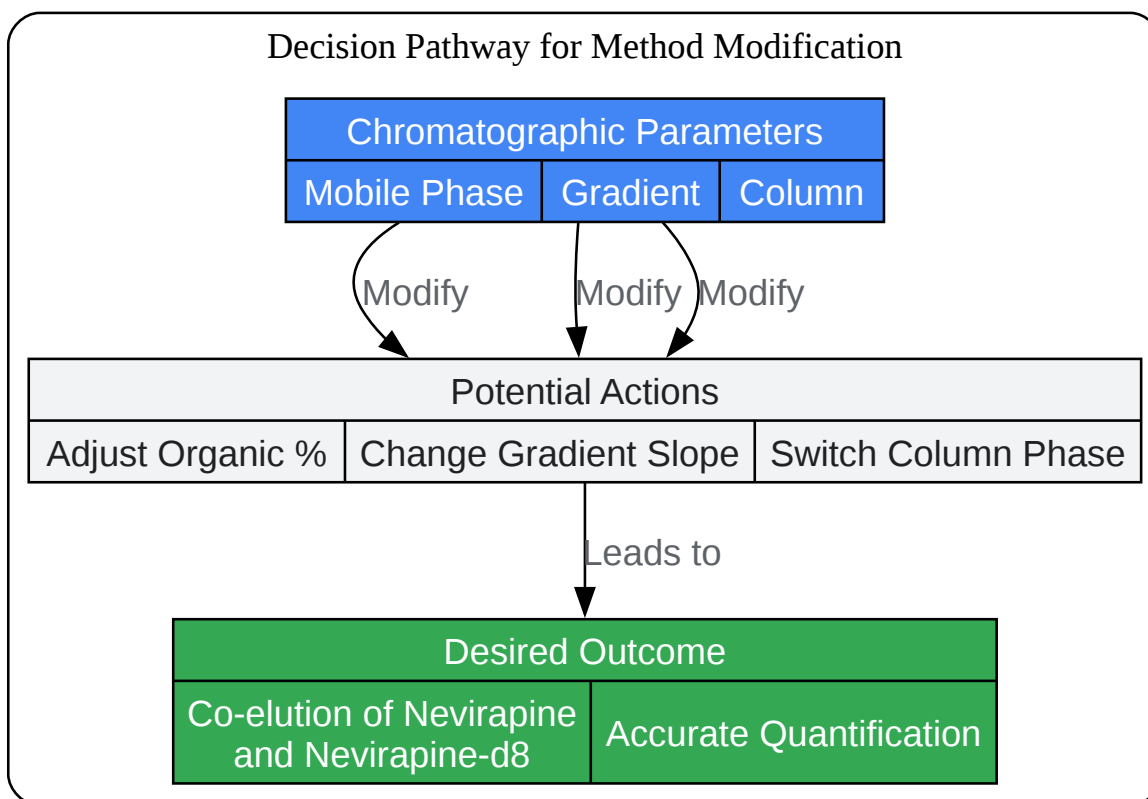 Decision Pathway for Method Modification
Chromatographic Parameters
Mobile Phase
Gradient
Column
Modify
Modify
Modify
Potential Actions
Adjust Organic %
Change Gradient Slope
Switch Column Phase
Leads to
Desired Outcome
Co-elution of Nevirapine
and Nevirapine-d8
Accurate Quantification